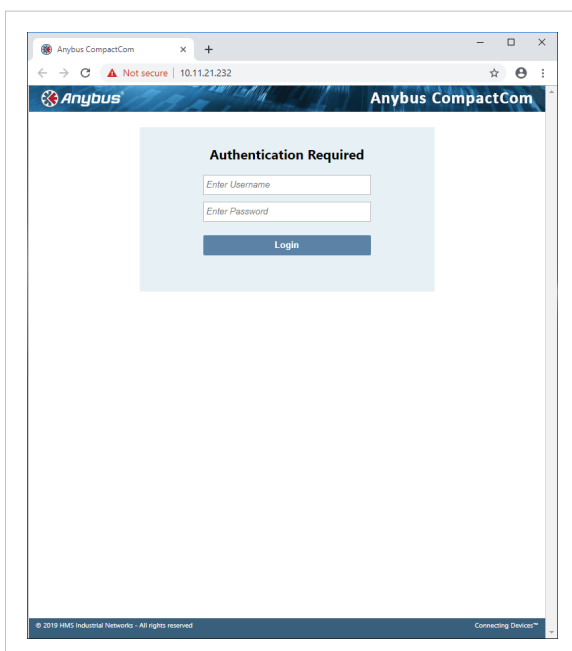 Anybus CompactCom
Not secure | 10.11.21.232
Anybus® Anybus CompactCom
Authentication Required
Enter Username
Enter Password
Login
© 2019 HMS Industrial Networks - All rights reserved Connecting Devices™